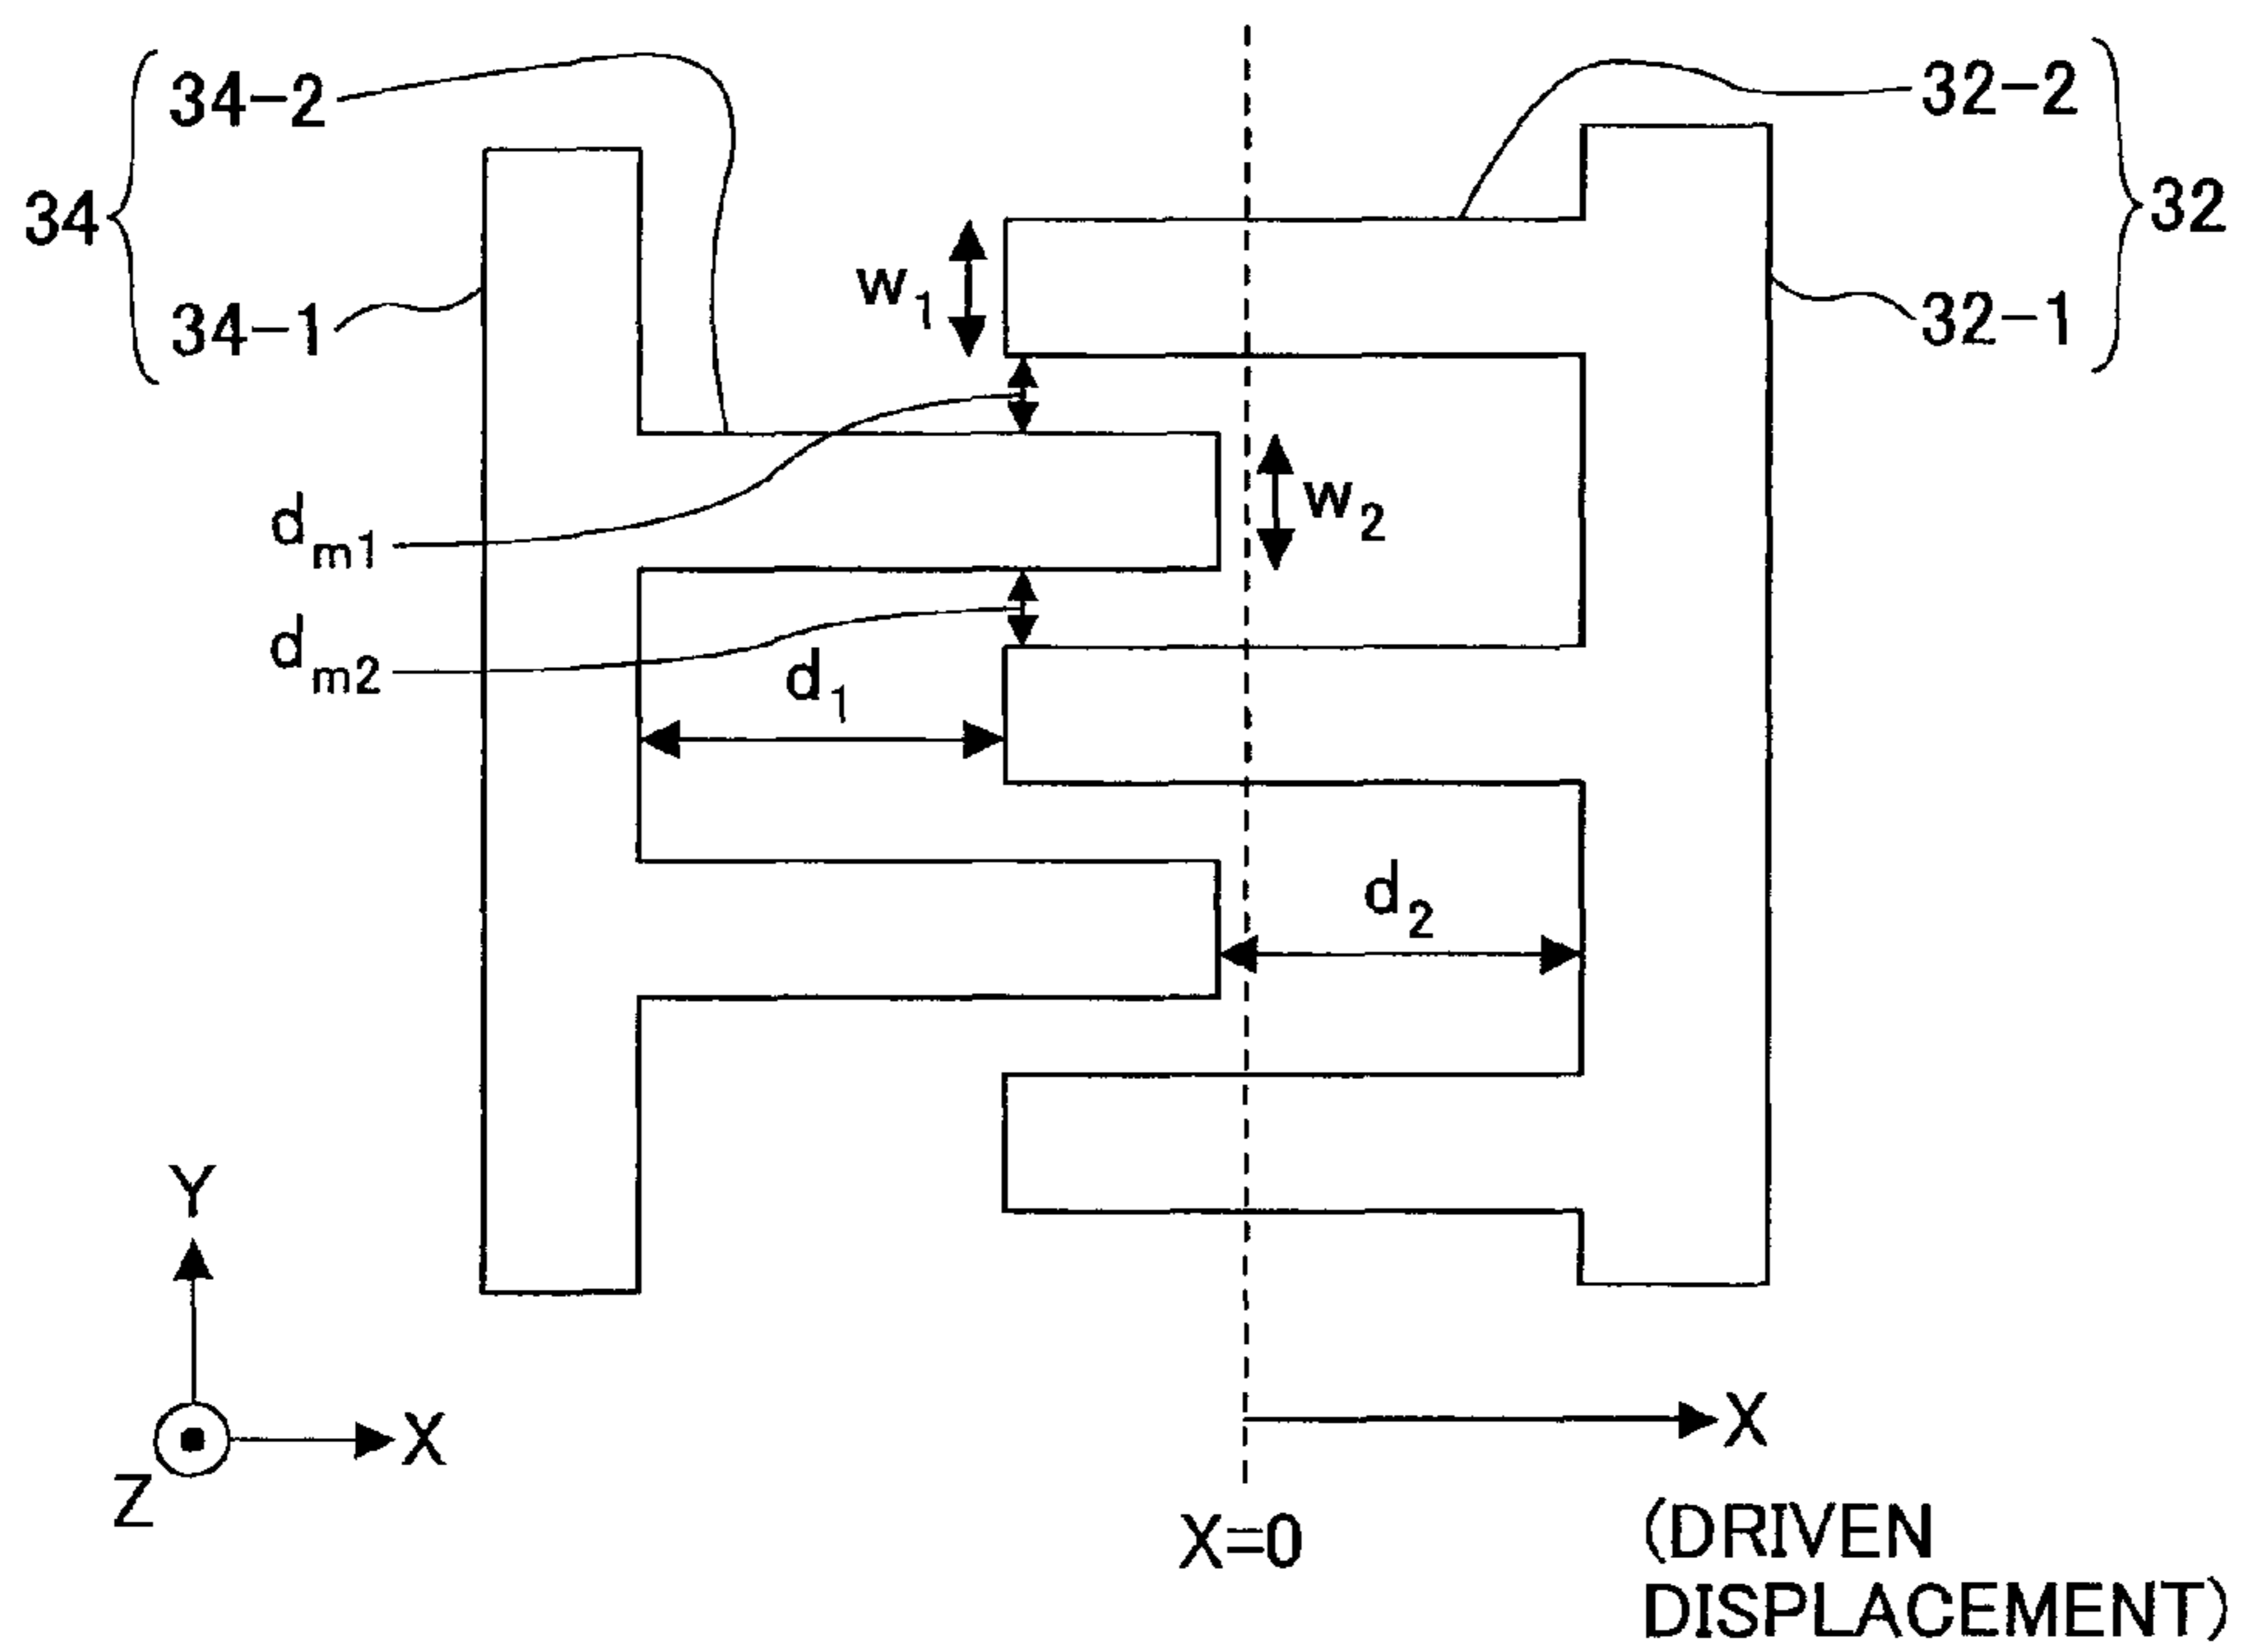 34-2
32-2
34
32
34-1
32-1
w1
dm1
w2
dm2
d1
d2
Y
X
Z
X
X=0
(DRIVEN
DISPLACEMENT)